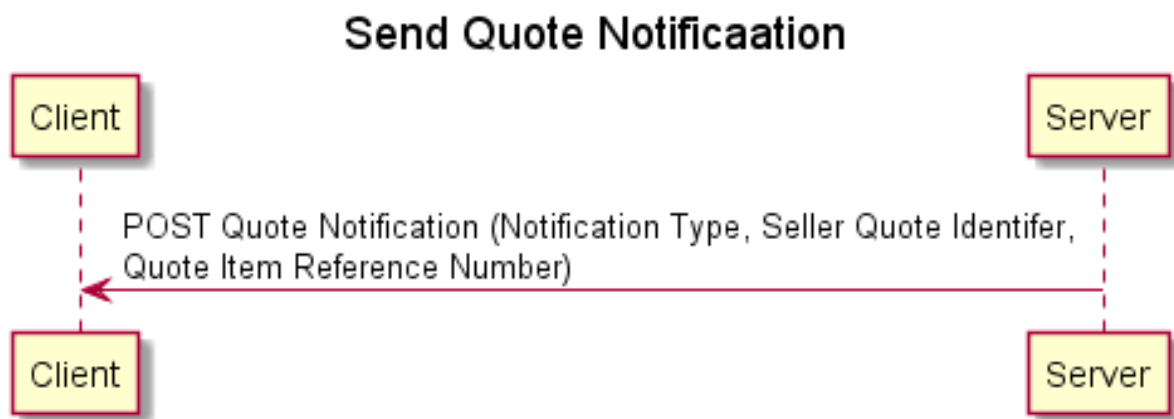 Send Quote Notificaation
Client
Server
POST Quote Notification (Notification Type, Seller Quote Identifer,
Quote Item Reference Number)
Client
Server